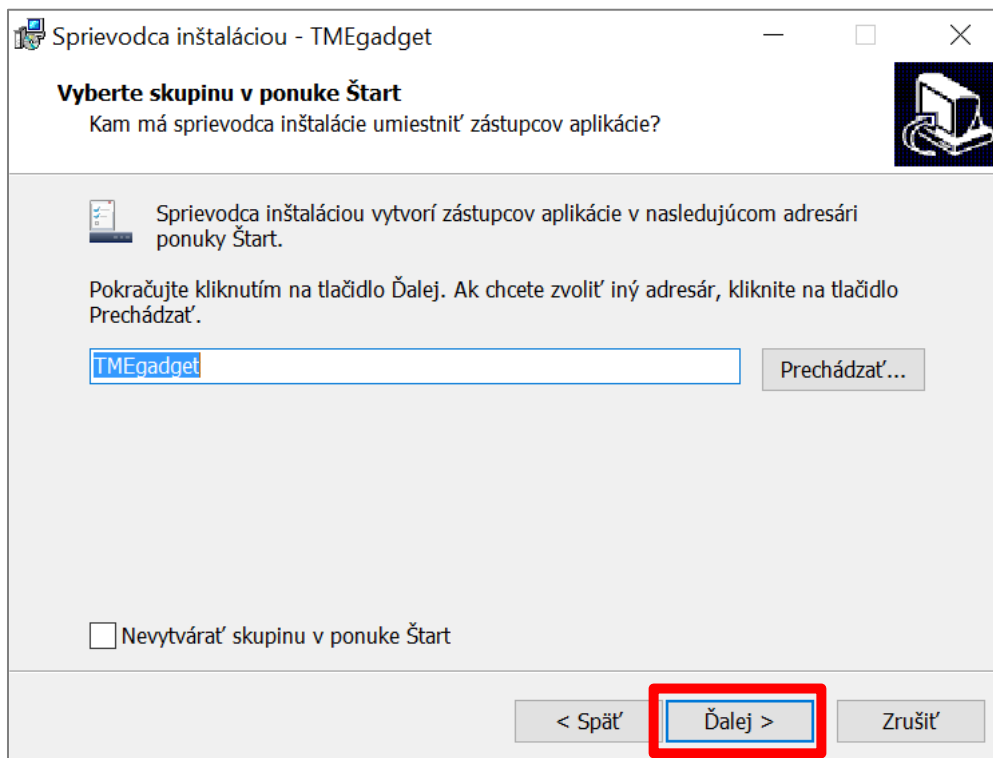 Sprievodca inštaláciou - TMEgadget
Vyberte skupinu v ponuke Štart
Kam má sprievodca inštalácie umiestniť zástupcov aplikácie?
Sprievodca inštaláciou vytvorí zástupcov aplikácie v nasledujúcom adresári
ponuky Štart.
Pokračujte kliknutím na tlačidlo Ďalej. Ak chcete zvoliť iný adresár, kliknite na tlačidlo
Prechádzať.
TMEgadget
Prechádzať...
Nevytvárať skupinu v ponuke Štart
< Späť
Ďalej >
Zrušiť